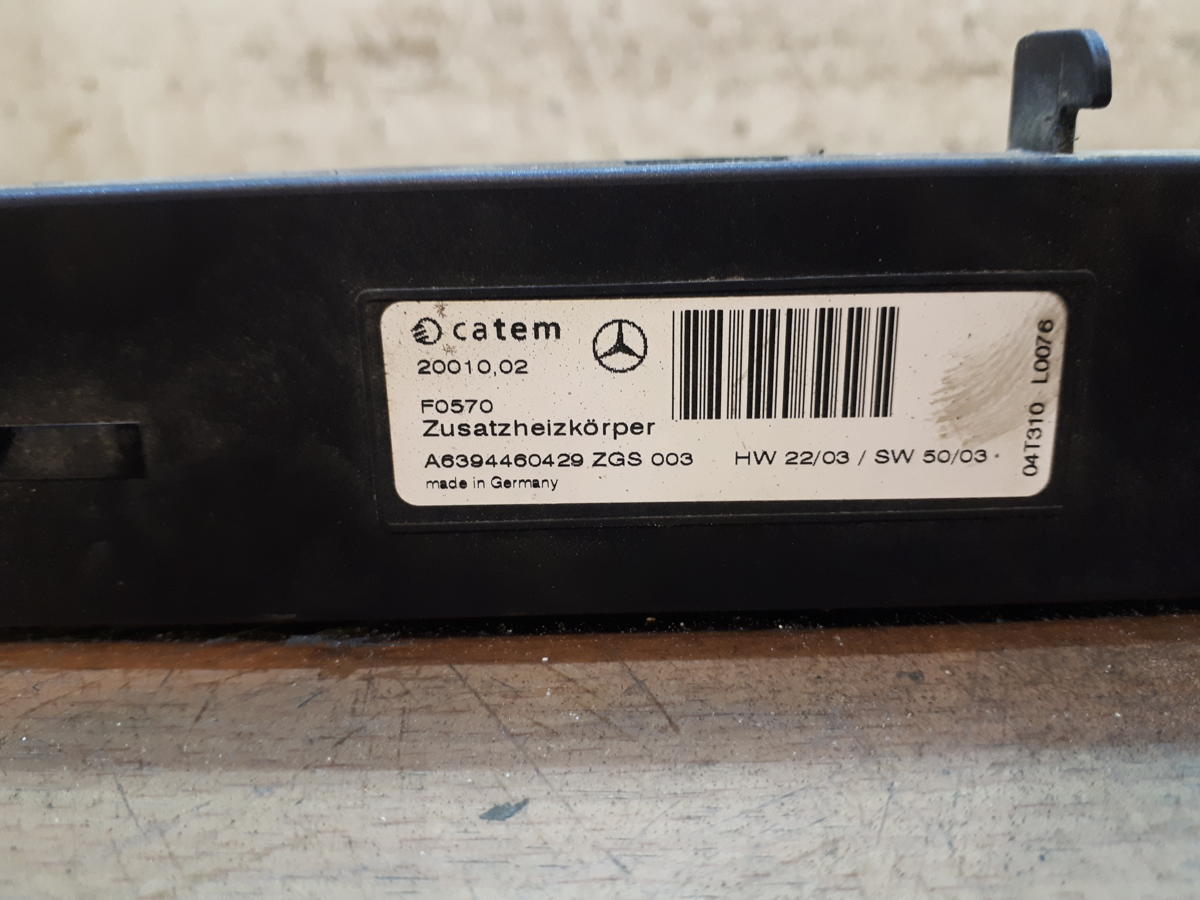 catem
20010,02
F0570
Zusatzheizkörper
A6394460429 ZGS 003 HW 22/03 / SW 50/03
made in Germany
04T310 L0076